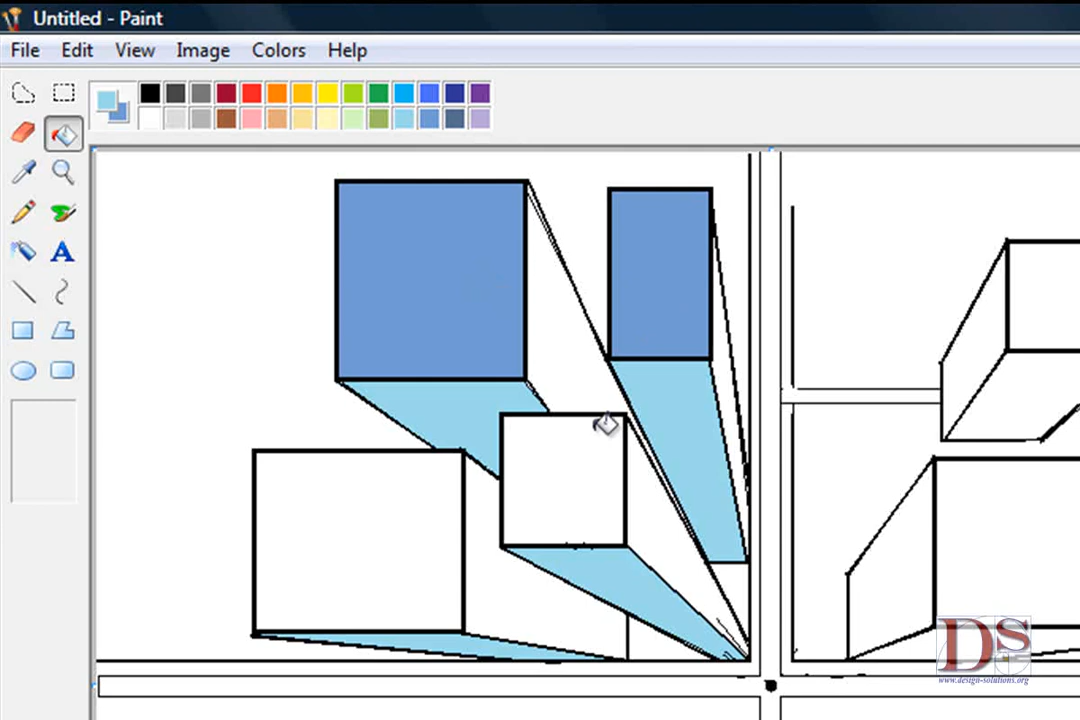 Untitled - Paint
File Edit View Image Colors Help
A
DS
www.design-solutions.org